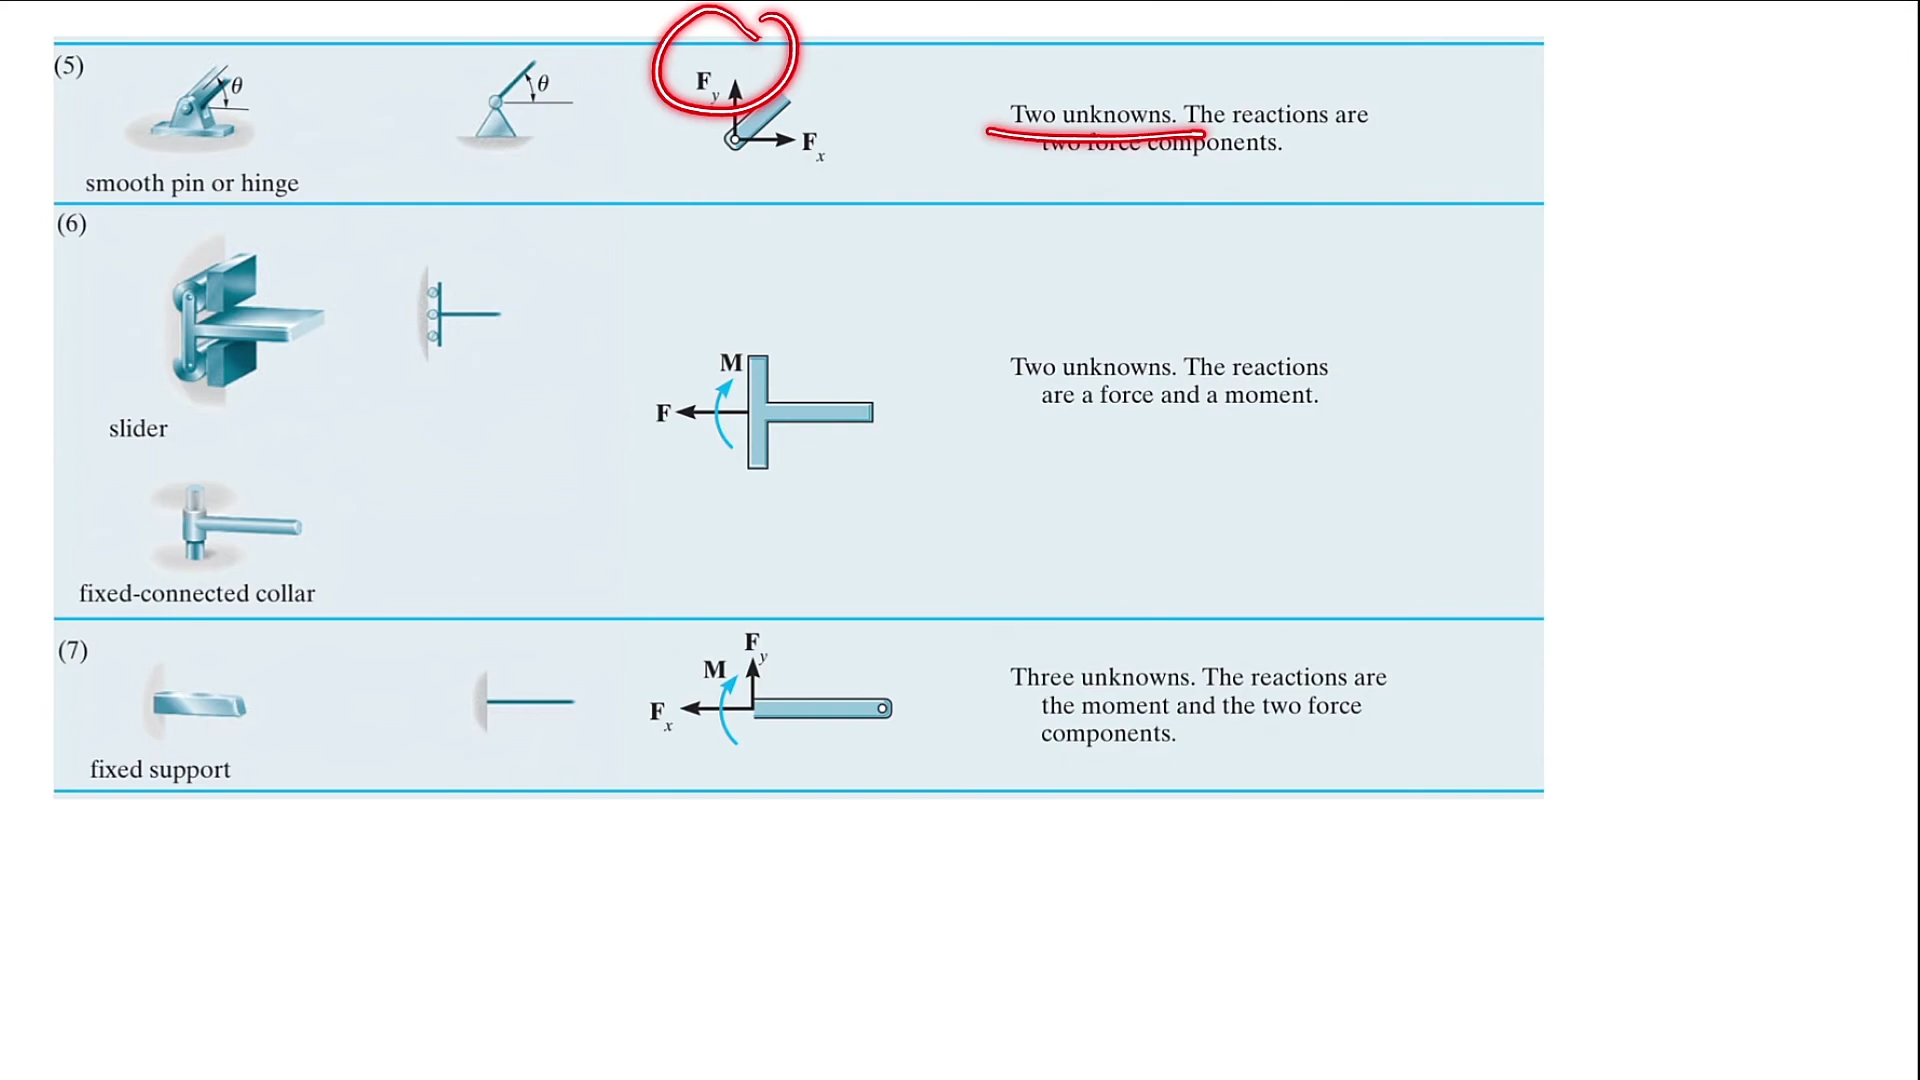 (5)
θ
θ
F
y
F
x
Two unknowns. The reactions are
two force components.
smooth pin or hinge
(6)
M
F
Two unknowns. The reactions
are a force and a moment.
slider
fixed-connected collar
(7)
F
y
M
F
x
Three unknowns. The reactions are
the moment and the two force
components.
fixed support